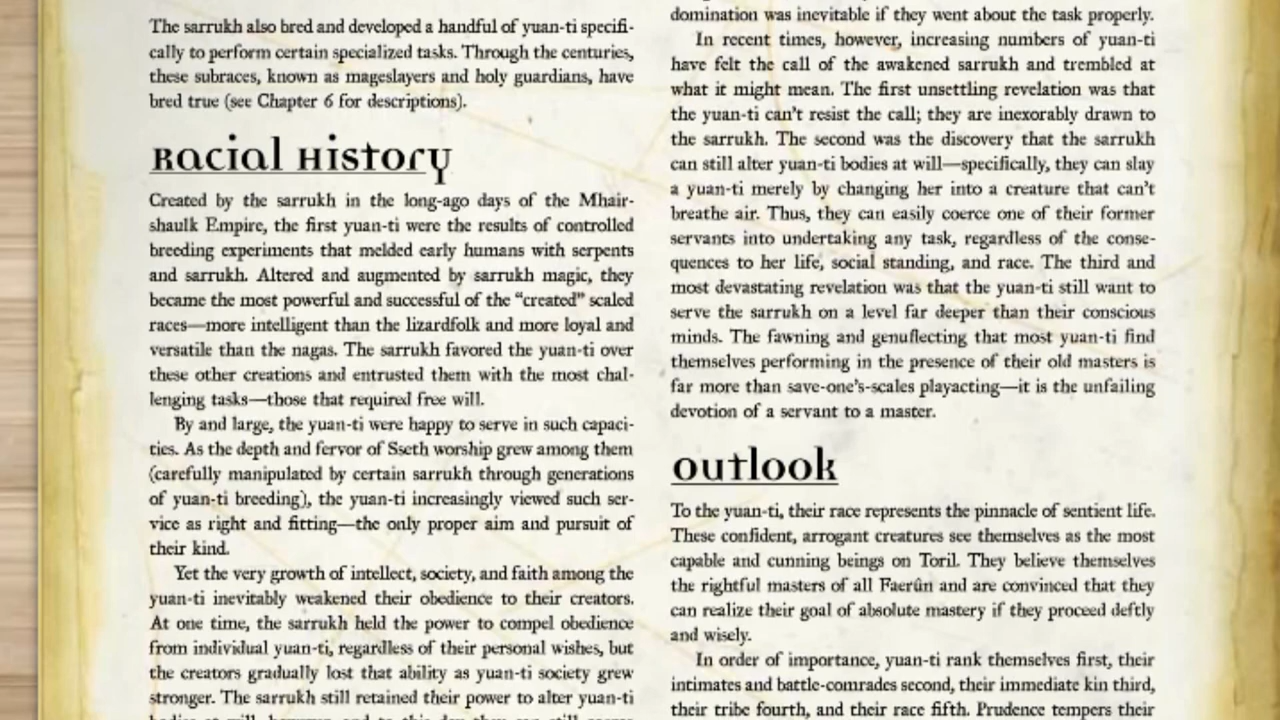 The sarrukh also bred and developed a handful of yuan-ti specifi-
cally to perform certain specialized tasks. Through the centuries,
these subraces, known as mageslayers and holy guardians, have
bred true (see Chapter 6 for descriptions).
Racial History
Created by the sarrukh in the long-ago days of the Mhair-
shaulk Empire, the first yuan-ti were the results of controlled
breeding experiments that melded early humans with serpents
and sarrukh. Altered and augmented by sarrukh magic, they
became the most powerful and successful of the “created” scaled
races—more intelligent than the lizardfolk and more loyal and
versatile than the nagas. The sarrukh favored the yuan-ti over
these other creations and entrusted them with the most chal-
lenging tasks—those that required free will.
By and large, the yuan-ti were happy to serve in such capaci-
ties. As the depth and fervor of Sseth worship grew among them
(carefully manipulated by certain sarrukh through generations
of yuan-ti breeding), the yuan-ti increasingly viewed such ser-
vice as right and fitting—the only proper aim and pursuit of
their kind.
Yet the very growth of intellect, society, and faith among the
yuan-ti inevitably weakened their obedience to their creators.
At one time, the sarrukh held the power to compel obedience
from individual yuan-ti, regardless of their personal wishes, but
the creators gradually lost that ability as yuan-ti society grew
stronger. The sarrukh still retained their power to alter yuan-ti
domination was inevitable if they went about the task properly.
In recent times, however, increasing numbers of yuan-ti
have felt the call of the awakened sarrukh and trembled at
what it might mean. The first unsettling revelation was that
the yuan-ti can’t resist the call; they are inexorably drawn to
the sarrukh. The second was the discovery that the sarrukh
can still alter yuan-ti bodies at will—specifically, they can slay
a yuan-ti merely by changing her into a creature that can’t
breathe air. Thus, they can easily coerce one of their former
servants into undertaking any task, regardless of the conse-
quences to her life, social standing, and race. The third and
most devastating revelation was that the yuan-ti still want to
serve the sarrukh on a level far deeper than their conscious
minds. The fawning and genuflecting that most yuan-ti find
themselves performing in the presence of their old masters is
far more than save-one’s-scales playacting—it is the unfailing
devotion of a servant to a master.
Outlook
To the yuan-ti, their race represents the pinnacle of sentient life.
These confident, arrogant creatures see themselves as the most
capable and cunning beings on Toril. They believe themselves
the rightful masters of all Faerûn and are convinced that they
can realize their goal of absolute mastery if they proceed deftly
and wisely.
In order of importance, yuan-ti rank themselves first, their
intimates and battle-comrades second, their immediate kin third,
their tribe fourth, and their race fifth. Prudence tempers their